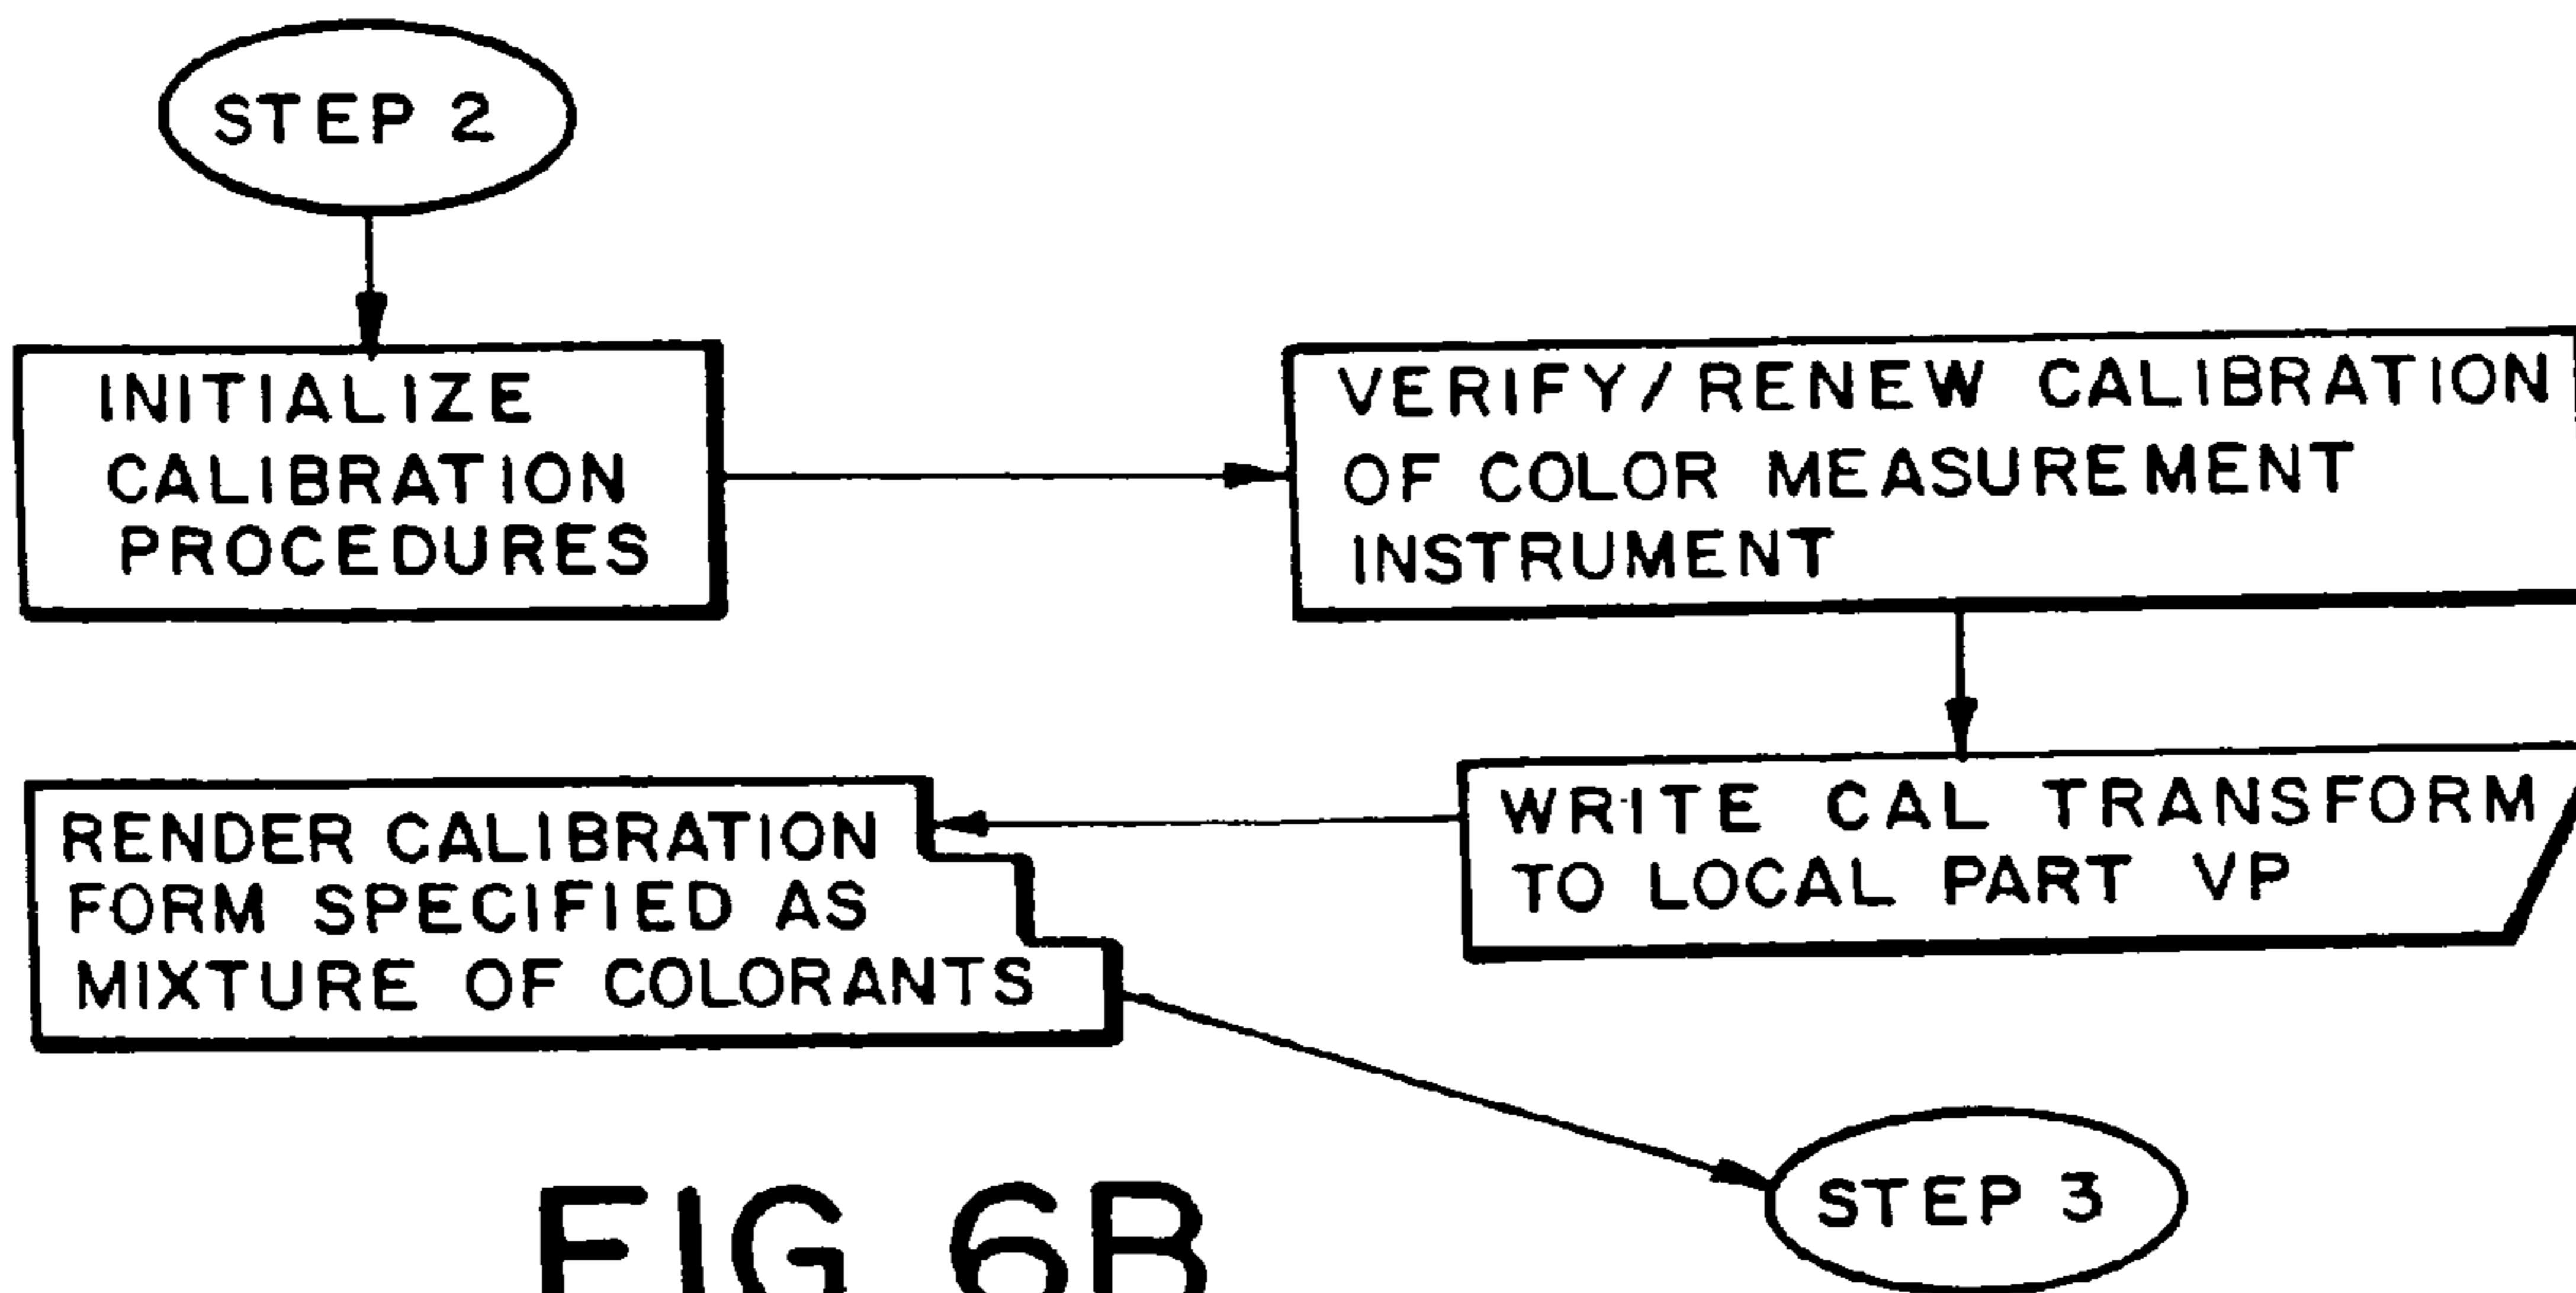 STEP 2
INITIALIZE
CALIBRATION
PROCEDURES
VERIFY/RENEW CALIBRATION
OF COLOR MEASUREMENT
INSTRUMENT
WRITE CAL TRANSFORM
TO LOCAL PART VP
RENDER CALIBRATION
FORM SPECIFIED AS
MIXTURE OF COLORANTS
STEP 3
FIG 6B